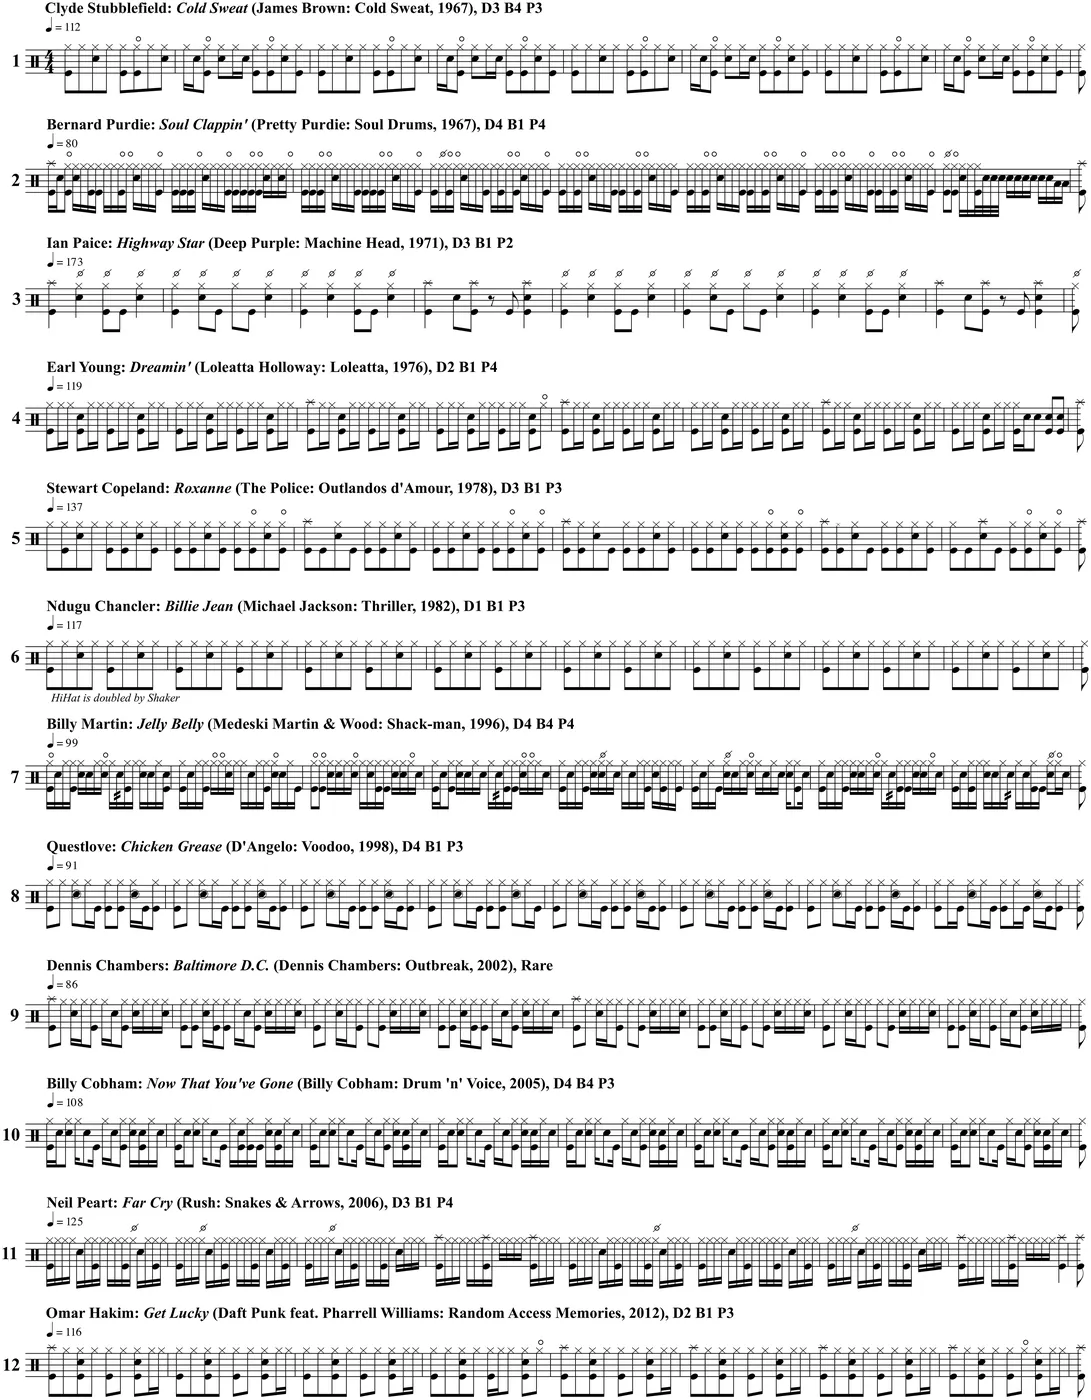 Clyde Stubblefield: Cold Sweat (James Brown: Cold Sweat, 1967), D3 B4 P3
= 112
1
4
4
Bernard Purdie: Soul Clappin' (Pretty Purdie: Soul Drums, 1967), D4 B1 P4
= 80
2
Ian Paice: Highway Star (Deep Purple: Machine Head, 1971), D3 B1 P2
= 173
3
Earl Young: Dreamin' (Loleatta Holloway: Loleatta, 1976), D2 B1 P4
= 119
4
Stewart Copeland: Roxanne (The Police: Outlandos d'Amour, 1978), D3 B1 P3
= 137
5
Ndugu Chancler: Billie Jean (Michael Jackson: Thriller, 1982), D1 B1 P3
= 117
6
HiHat is doubled by Shaker
Billy Martin: Jelly Belly (Medeski Martin & Wood: Shack-man, 1996), D4 B4 P4
= 99
7
Questlove: Chicken Grease (D'Angelo: Voodoo, 1998), D4 B1 P3
= 91
8
Dennis Chambers: Baltimore D.C. (Dennis Chambers: Outbreak, 2002), Rare
= 86
9
Billy Cobham: Now That You've Gone (Billy Cobham: Drum 'n' Voice, 2005), D4 B4 P3
= 108
10
Neil Peart: Far Cry (Rush: Snakes & Arrows, 2006), D3 B1 P4
= 125
11
Omar Hakim: Get Lucky (Daft Punk feat. Pharrell Williams: Random Access Memories, 2012), D2 B1 P3
= 116
12